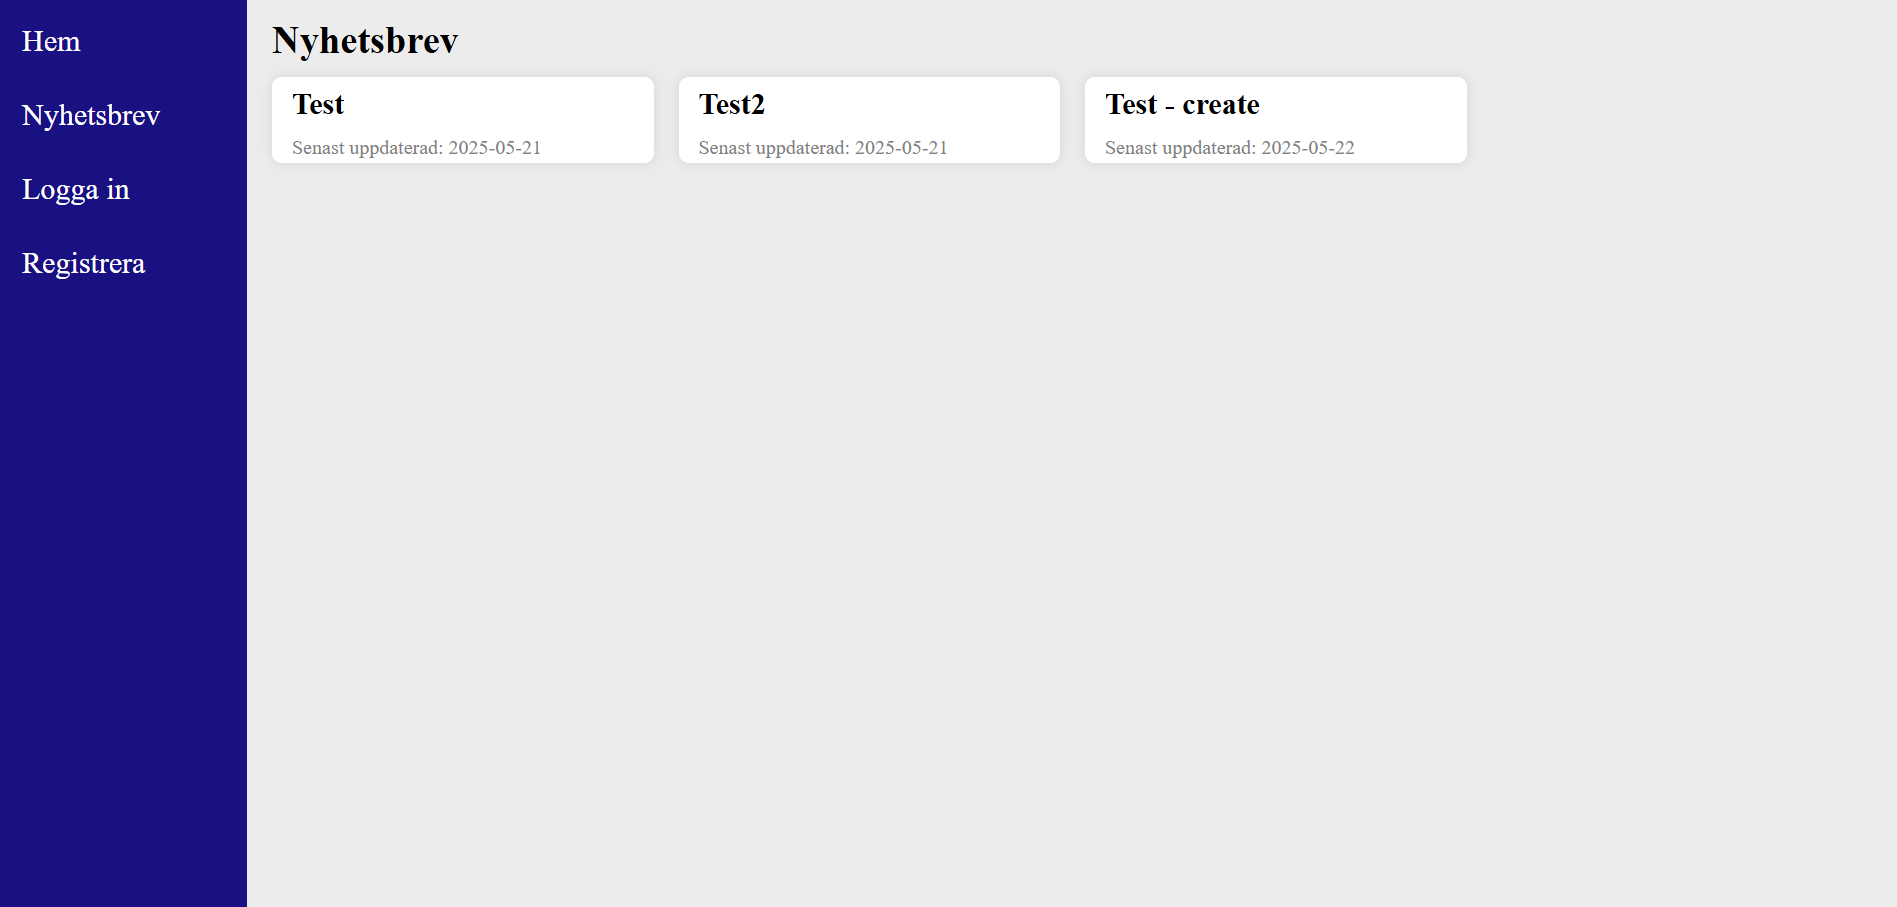 Hem
Nyhetsbrev
Logga in
Registrera
Nyhetsbrev
Test
Senast uppdaterad: 2025-05-21
Test2
Senast uppdaterad: 2025-05-21
Test - create
Senast uppdaterad: 2025-05-22